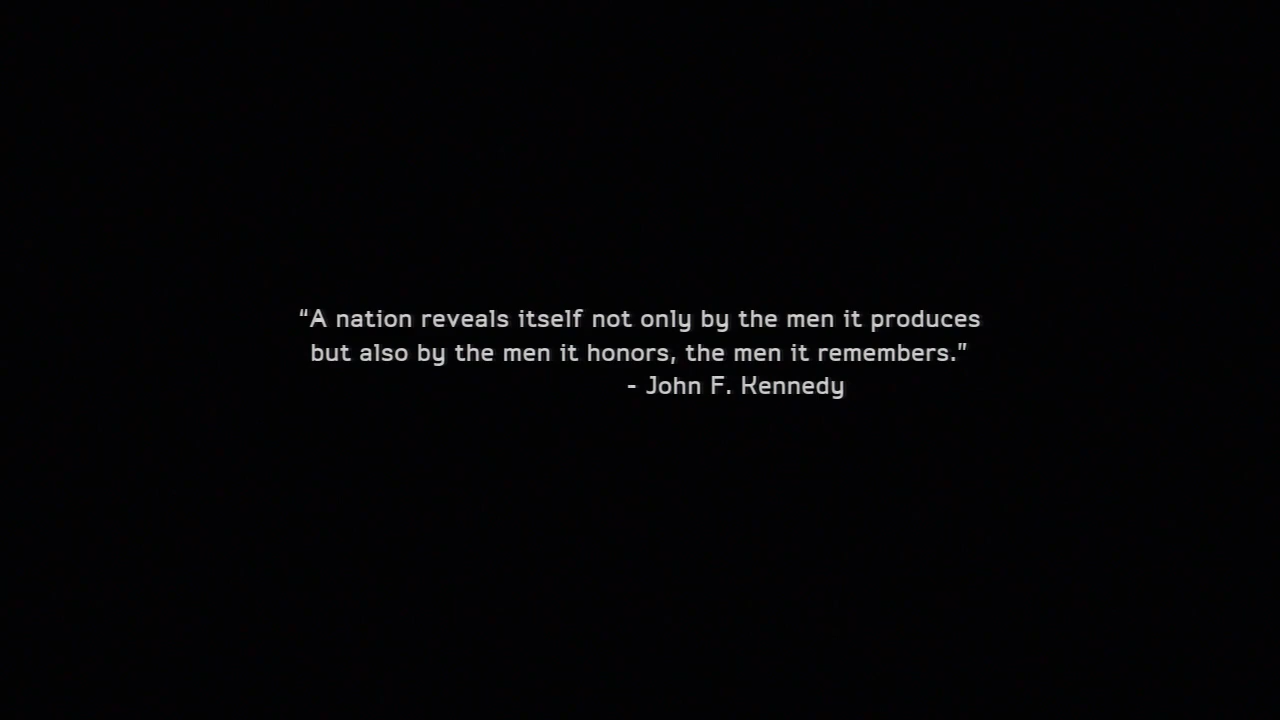 “A nation reveals itself not only by the men it produces
but also by the men it honors, the men it remembers.”
- John F. Kennedy